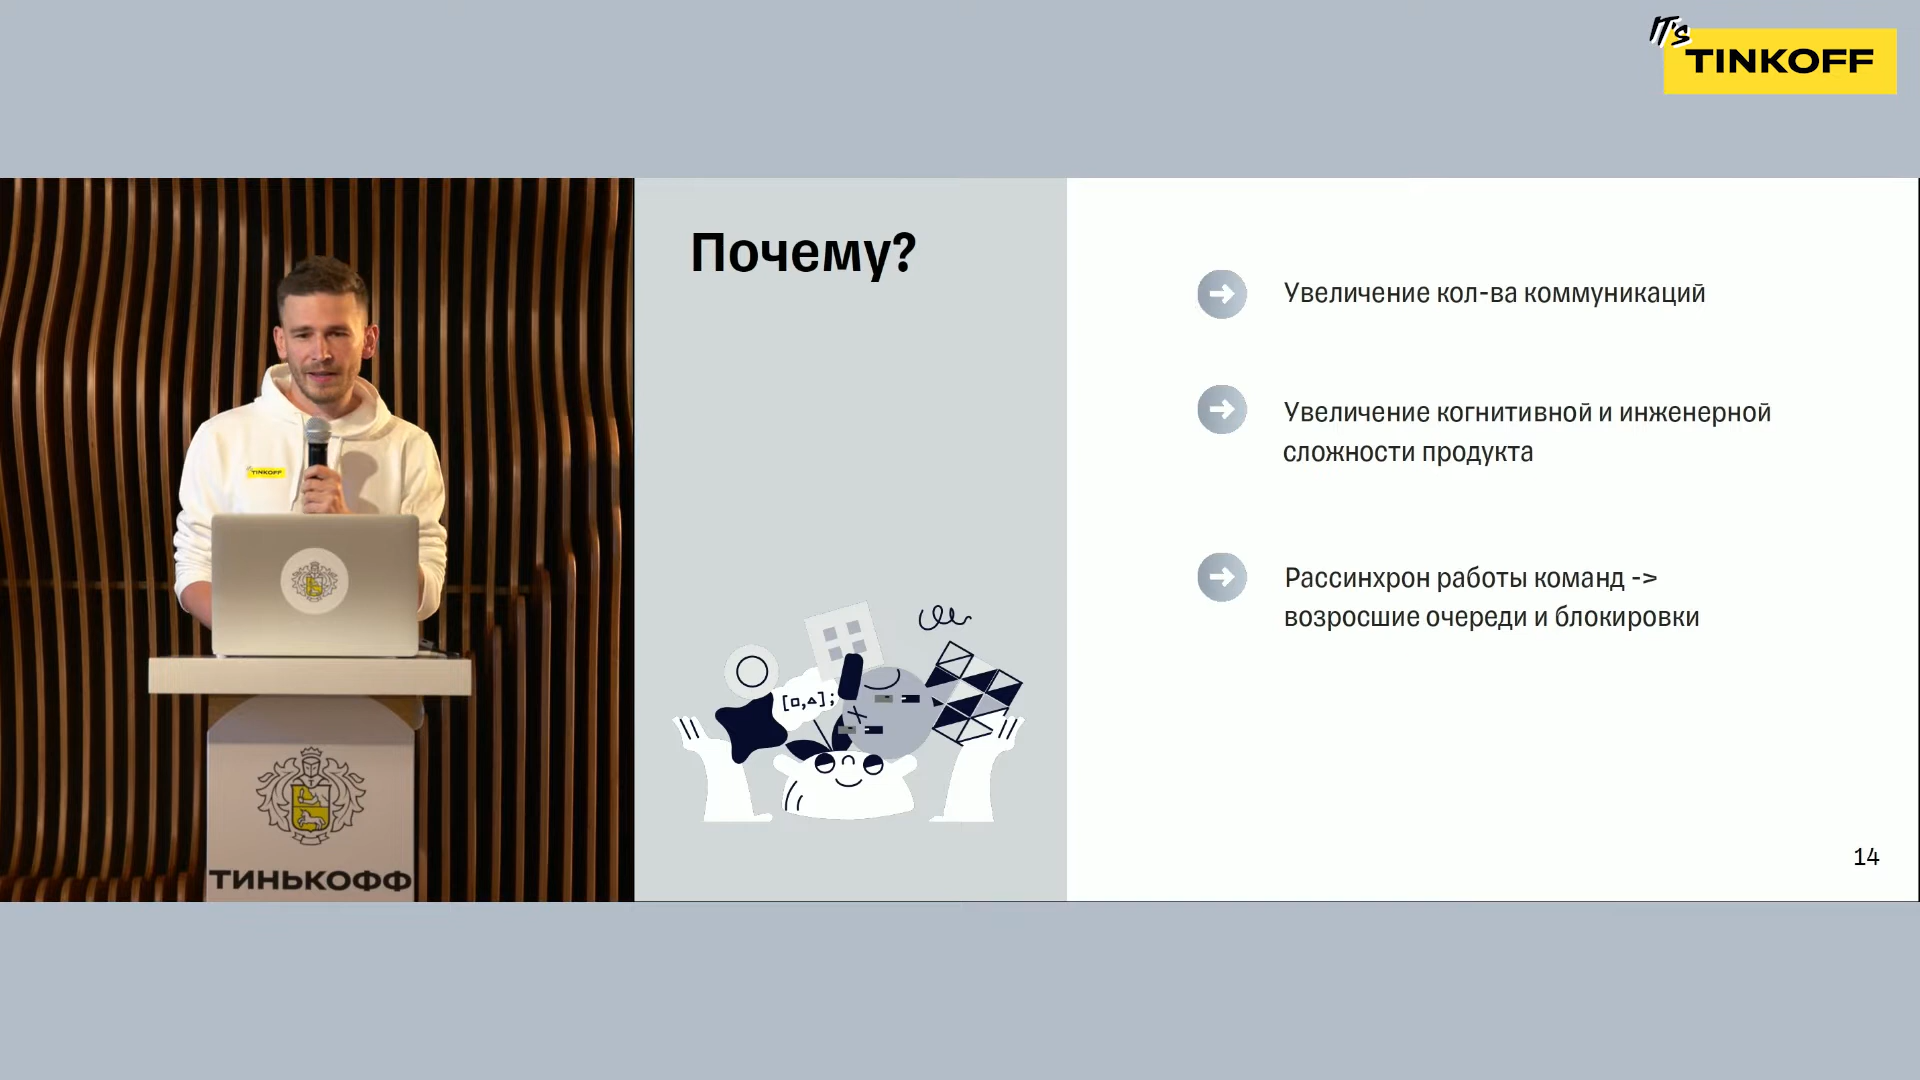 IT's
TINKOFF
Почему?
Увеличение кол-ва коммуникаций
Увеличение когнитивной и инженерной
сложности продукта
Рассинхрон работы команд ->
возросшие очереди и блокировки
[□,△];
14
TINKOFF
ТИНЬКОФФ